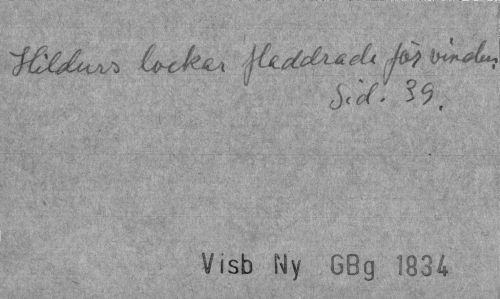 Hildurs lockar fladdrade för vinden.
Sid. 39.
Visb Ny GBg 1834